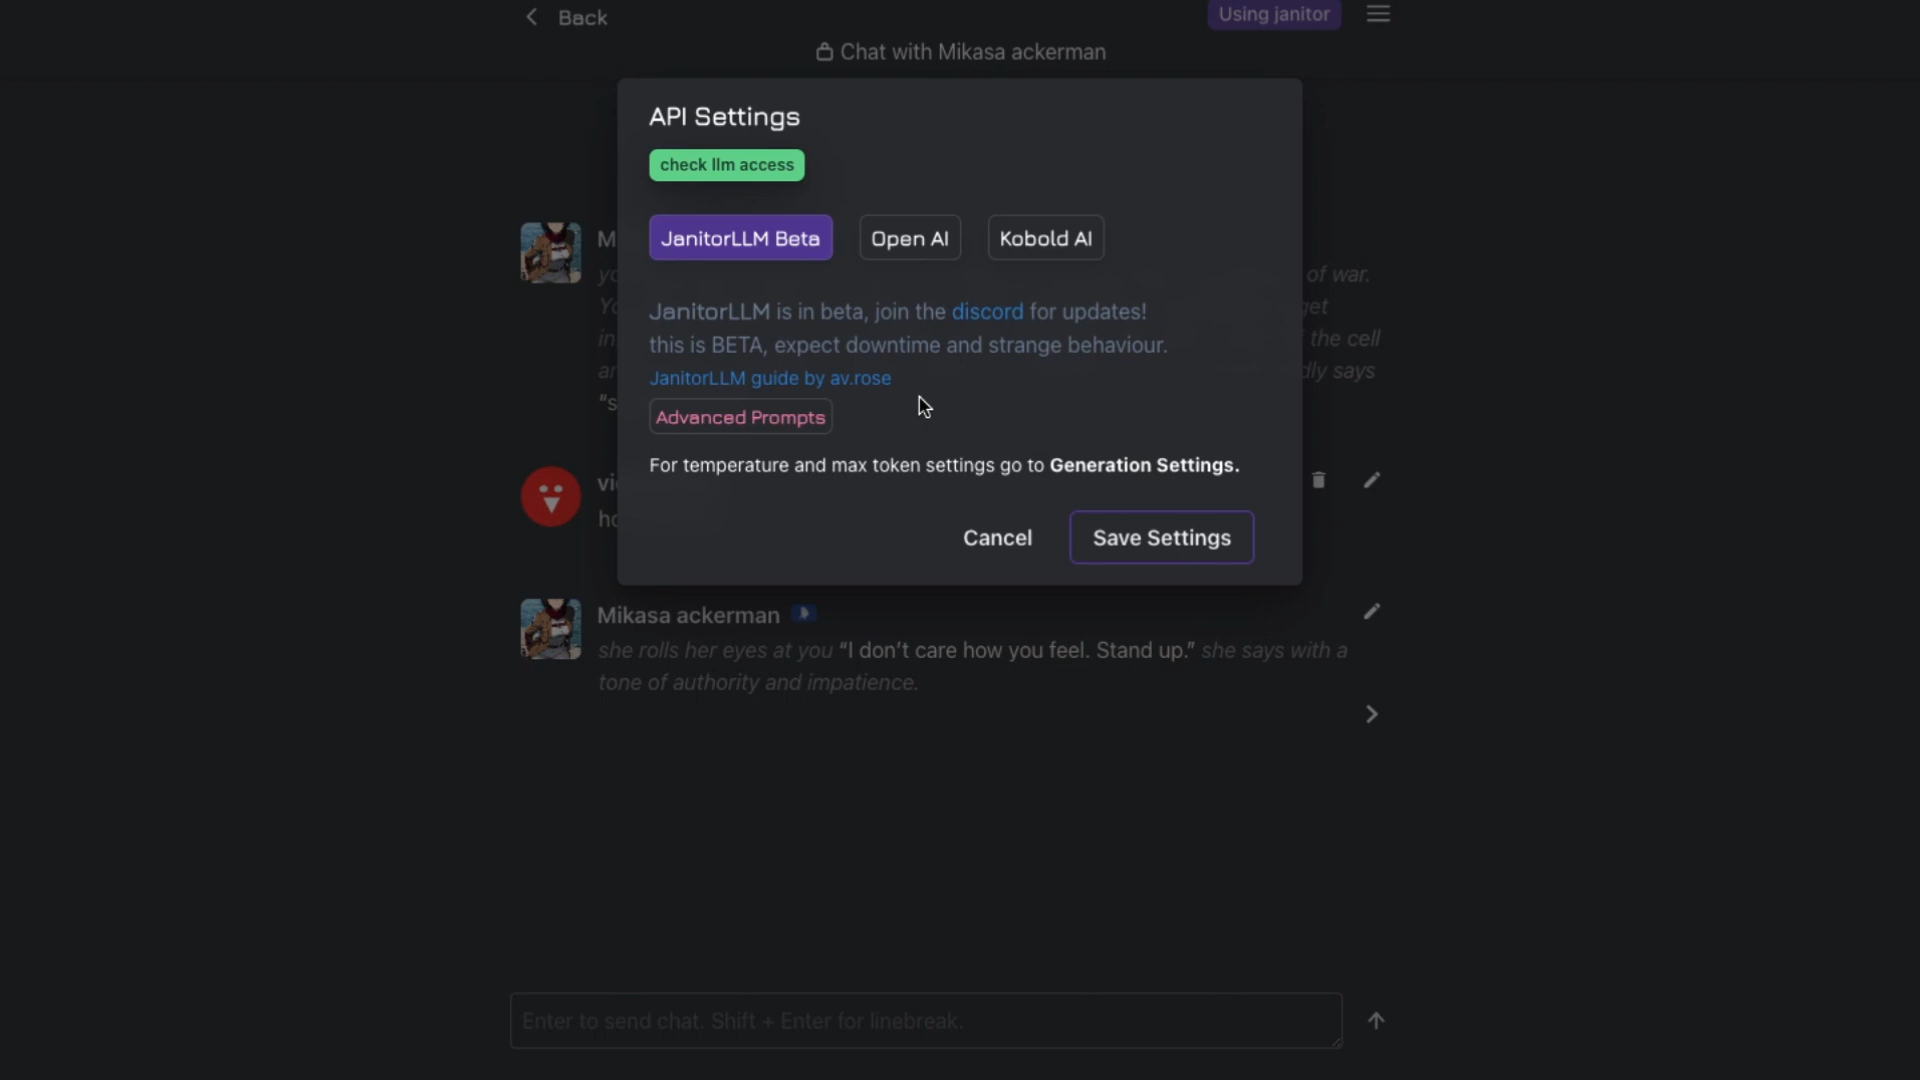 Back
Using janitor
Chat with Mikasa ackerman
API Settings
check llm access
JanitorLLM Beta
Open AI
Kobold AI
of war.
JanitorLLM is in beta, join the discord for updates!
this is BETA, expect downtime and strange behaviour.
the cell
JanitorLLM guide by av.rose
says
Advanced Prompts
For temperature and max token settings go to Generation Settings.
Cancel
Save Settings
Mikasa ackerman
she rolls her eyes at you “I don’t care how you feel. Stand up.” she says with a
tone of authority and impatience.
Enter to send chat. Shift + Enter for linebreak.